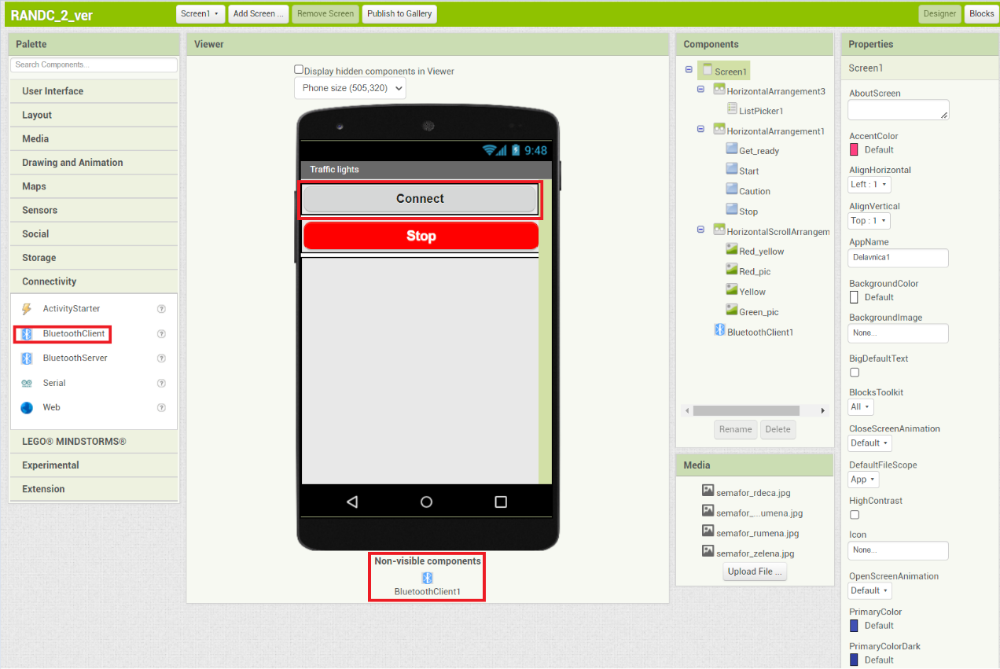 RANDC_2_ver
Screen1
Add Screen ...
Remove Screen
Publish to Gallery
Designer
Blocks
Palette
Search Components...
User Interface
Layout
Media
Drawing and Animation
Maps
Sensors
Social
Storage
Connectivity
ActivityStarter
?
BluetoothClient
?
BluetoothServer
?
Serial
?
Web
?
LEGO® MINDSTORMS®
Experimental
Extension
Viewer
Display hidden components in Viewer
Phone size (505,320)
9:48
Traffic lights
Connect
Stop
Non-visible components
BluetoothClient1
Components
Screen1
HorizontalArrangement3
ListPicker1
HorizontalArrangement1
Get_ready
Start
Caution
Stop
HorizontalScrollArrangem
Red_yellow
Red_pic
Yellow
Green_pic
BluetoothClient1
Rename
Delete
Media
semafor_rdeca.jpg
semafor_...umena.jpg
semafor_rumena.jpg
semafor_zelena.jpg
Upload File ...
Properties
Screen1
AboutScreen
AccentColor
Default
AlignHorizontal
Left : 1
AlignVertical
Top : 1
AppName
Delavnica1
BackgroundColor
Default
BackgroundImage
None...
BigDefaultText
BlocksToolkit
All
CloseScreenAnimation
Default
DefaultFileScope
App
HighContrast
Icon
None...
OpenScreenAnimation
Default
PrimaryColor
Default
PrimaryColorDark
Default